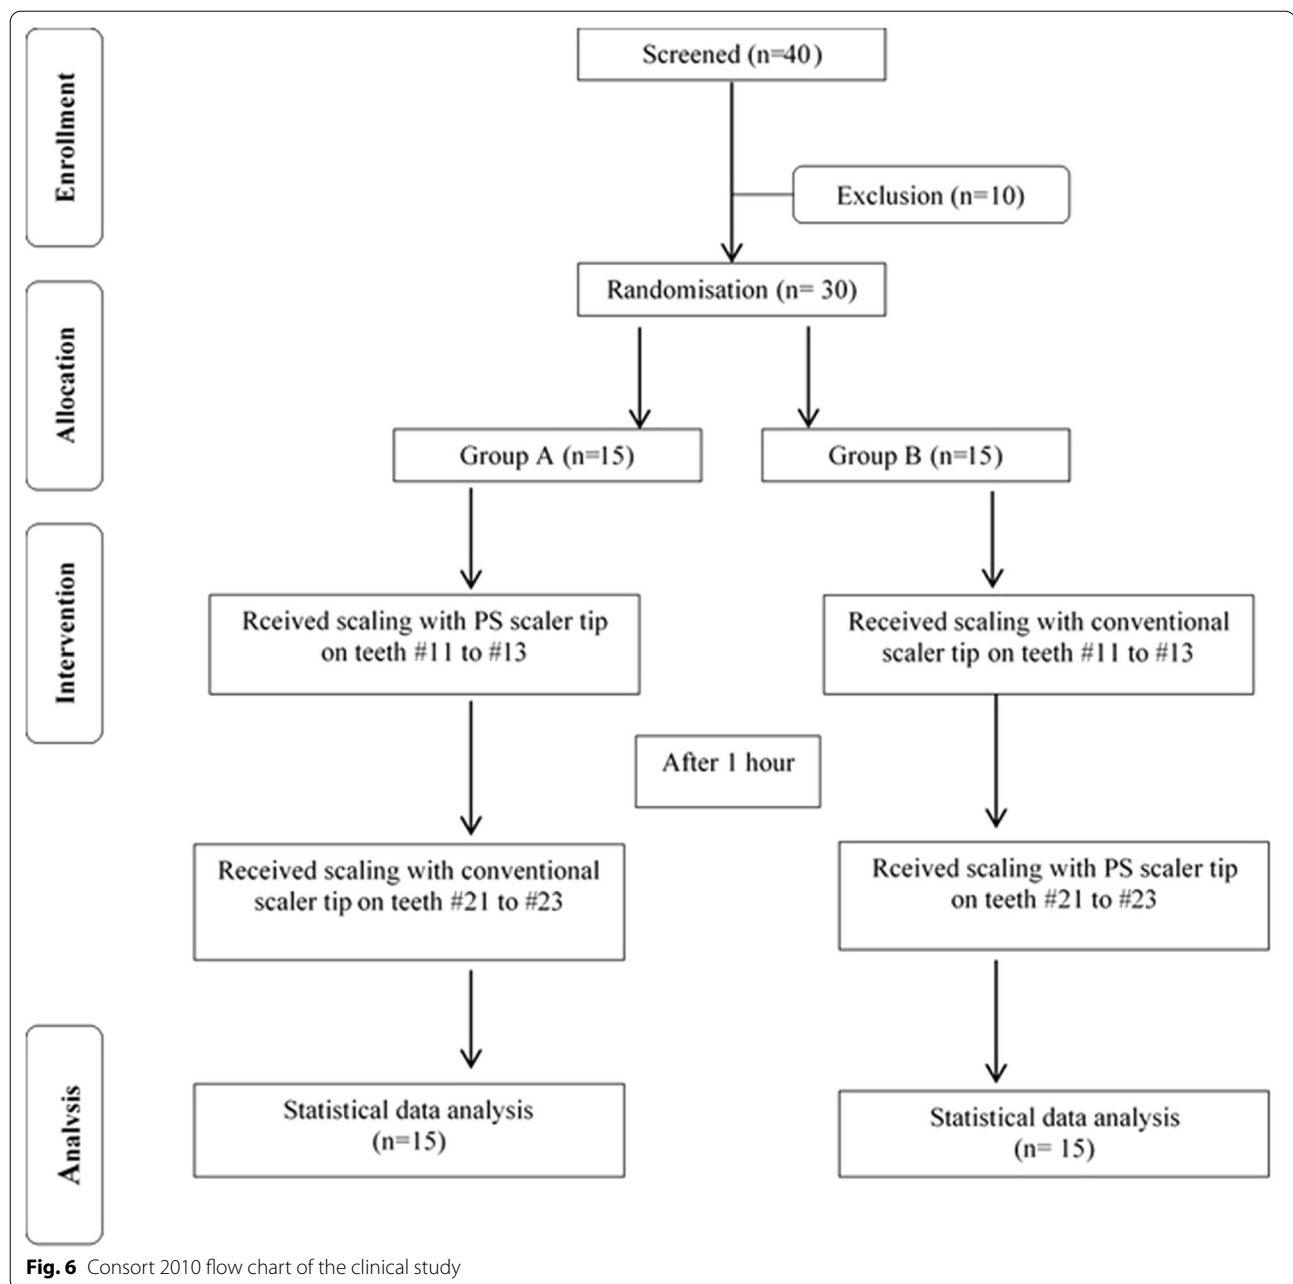 Enrollment
Screened (n=40)
Exclusion (n=10)
Randomisation (n= 30)
Allocation
Group A (n=15)
Group B (n=15)
Intervention
Rceived scaling with PS scaler tip
on teeth #11 to #13
Received scaling with conventional
scaler tip on teeth #11 to #13
After 1 hour
Received scaling with conventional
scaler tip on teeth #21 to #23
Rceived scaling with PS scaler tip
on teeth #21 to #23
Analysis
Statistical data analysis
(n=15)
Statistical data analysis
(n= 15)
Fig. 6 Consort 2010 flow chart of the clinical study